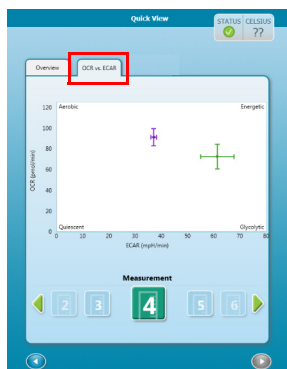 Quick View
STATUS CELSIUS
??
Overview
OCR vs. ECAR
Aerobic
Energetic
120
100
80
60
40
20
0
OCR (pmol/min)
Quiescent
Glycolytic
0 10 20 30 40 50 60 70 80
ECAR (mpH/min)
Measurement
2 3 4 5 6